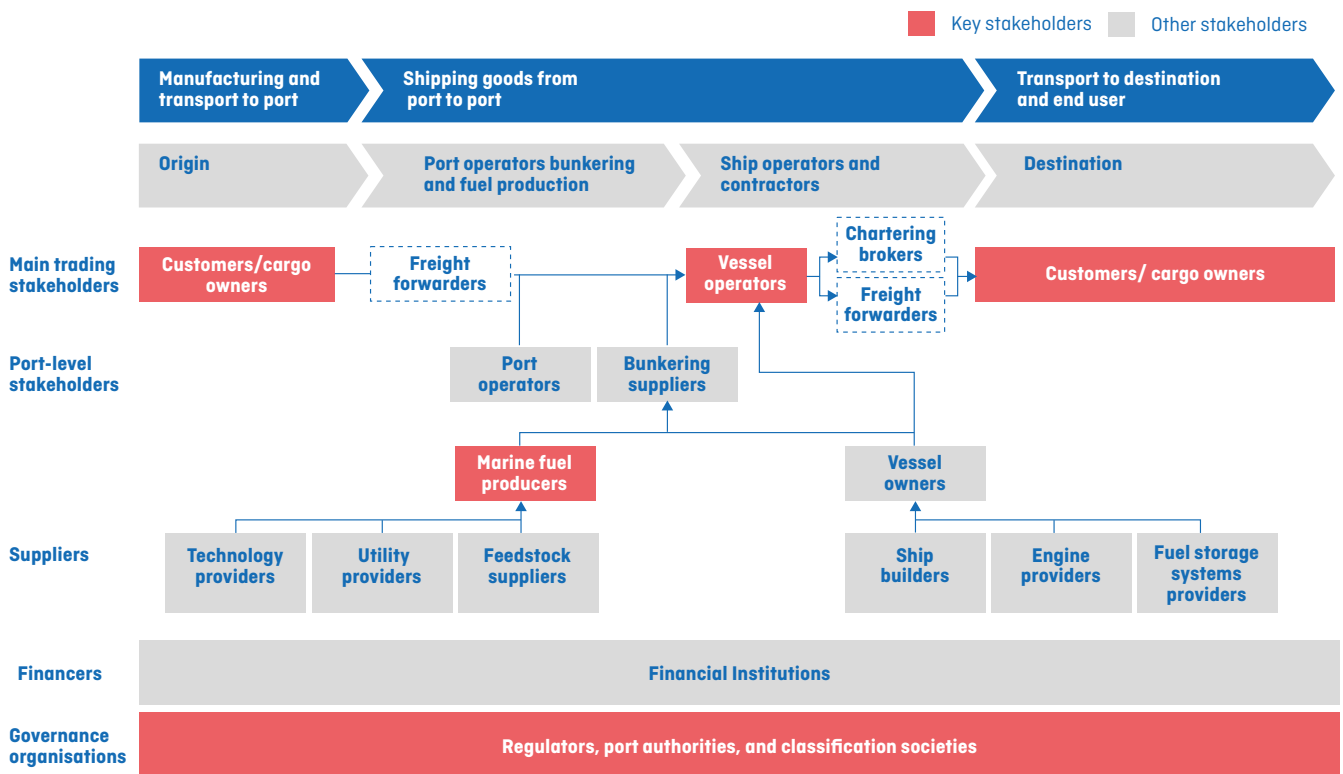 Key stakeholders
Other stakeholders
Manufacturing and
transport to port
Shipping goods from
port to port
Transport to destination
and end user
Origin
Port operators bunkering
and fuel production
Ship operators and
contractors
Destination
Main trading
stakeholders
Customers/cargo
owners
Freight
forwarders
Vessel
operators
Chartering
brokers
Freight
forwarders
Customers/ cargo owners
Port-level
stakeholders
Port
operators
Bunkering
suppliers
Marine fuel
producers
Vessel
owners
Suppliers
Technology
providers
Utility
providers
Feedstock
suppliers
Ship
builders
Engine
providers
Fuel storage
systems
providers
Financers
Financial Institutions
Governance
organisations
Regulators, port authorities, and classification societies